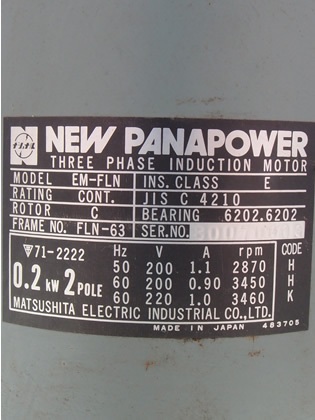 NEW PANAPOWER
THREE PHASE INDUCTION MOTOR
MODEL EM-FLN INS. CLASS E
RATING CONT. JIS C 4210
ROTOR C BEARING 6202.6202
FRAME NO. FLN-63 SER.NO.
71-2222 Hz V A rpm CODE
50 200 1.1 2870 H
0.2 kW 2 POLE 60 200 0.90 3450 H
60 220 1.0 3460 K
MATSUSHITA ELECTRIC INDUSTRIAL CO.,LTD.
MADE IN JAPAN 483705